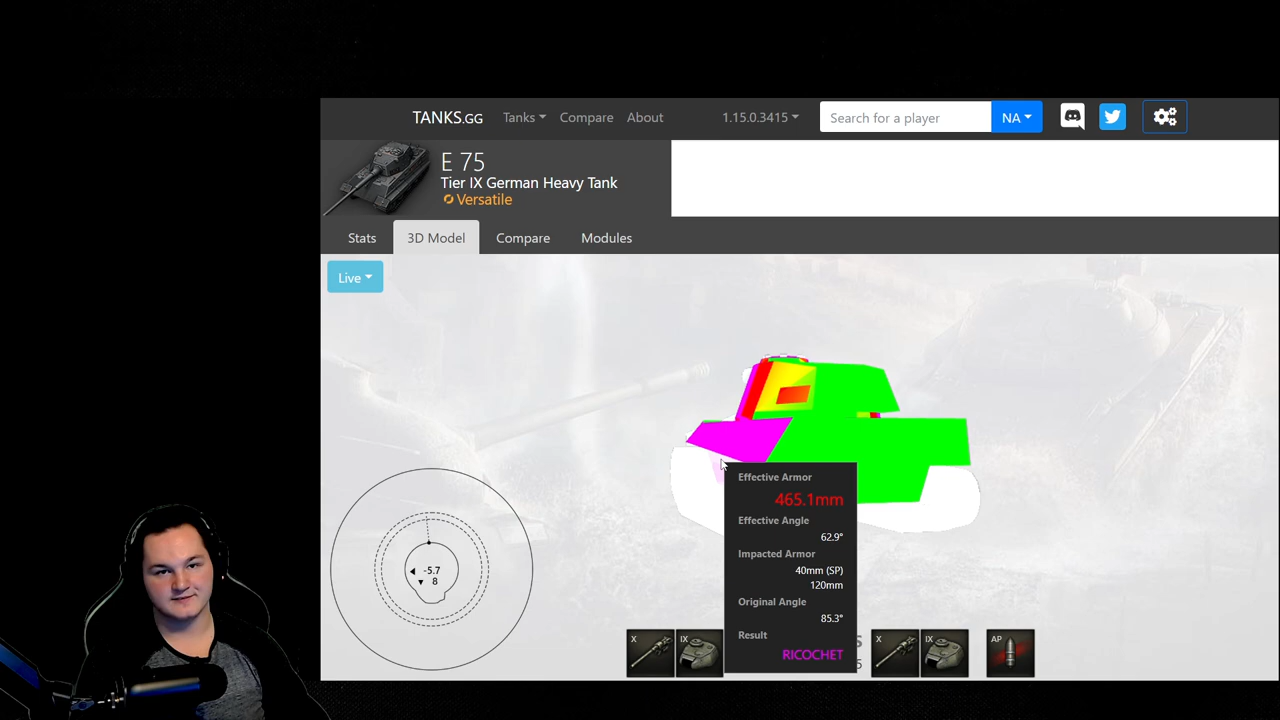 TANKS.GG Tanks Compare About 1.15.0.3415 Search for a player NA
E 75
Tier IX German Heavy Tank
Versatile
Stats 3D Model Compare Modules
Live
Effective Armor
465.1mm
Effective Angle
62.9°
Impacted Armor
40mm (SP)
120mm
Original Angle
85.3°
Result
RICOCHET
-5.7
8
X IX X IX AP